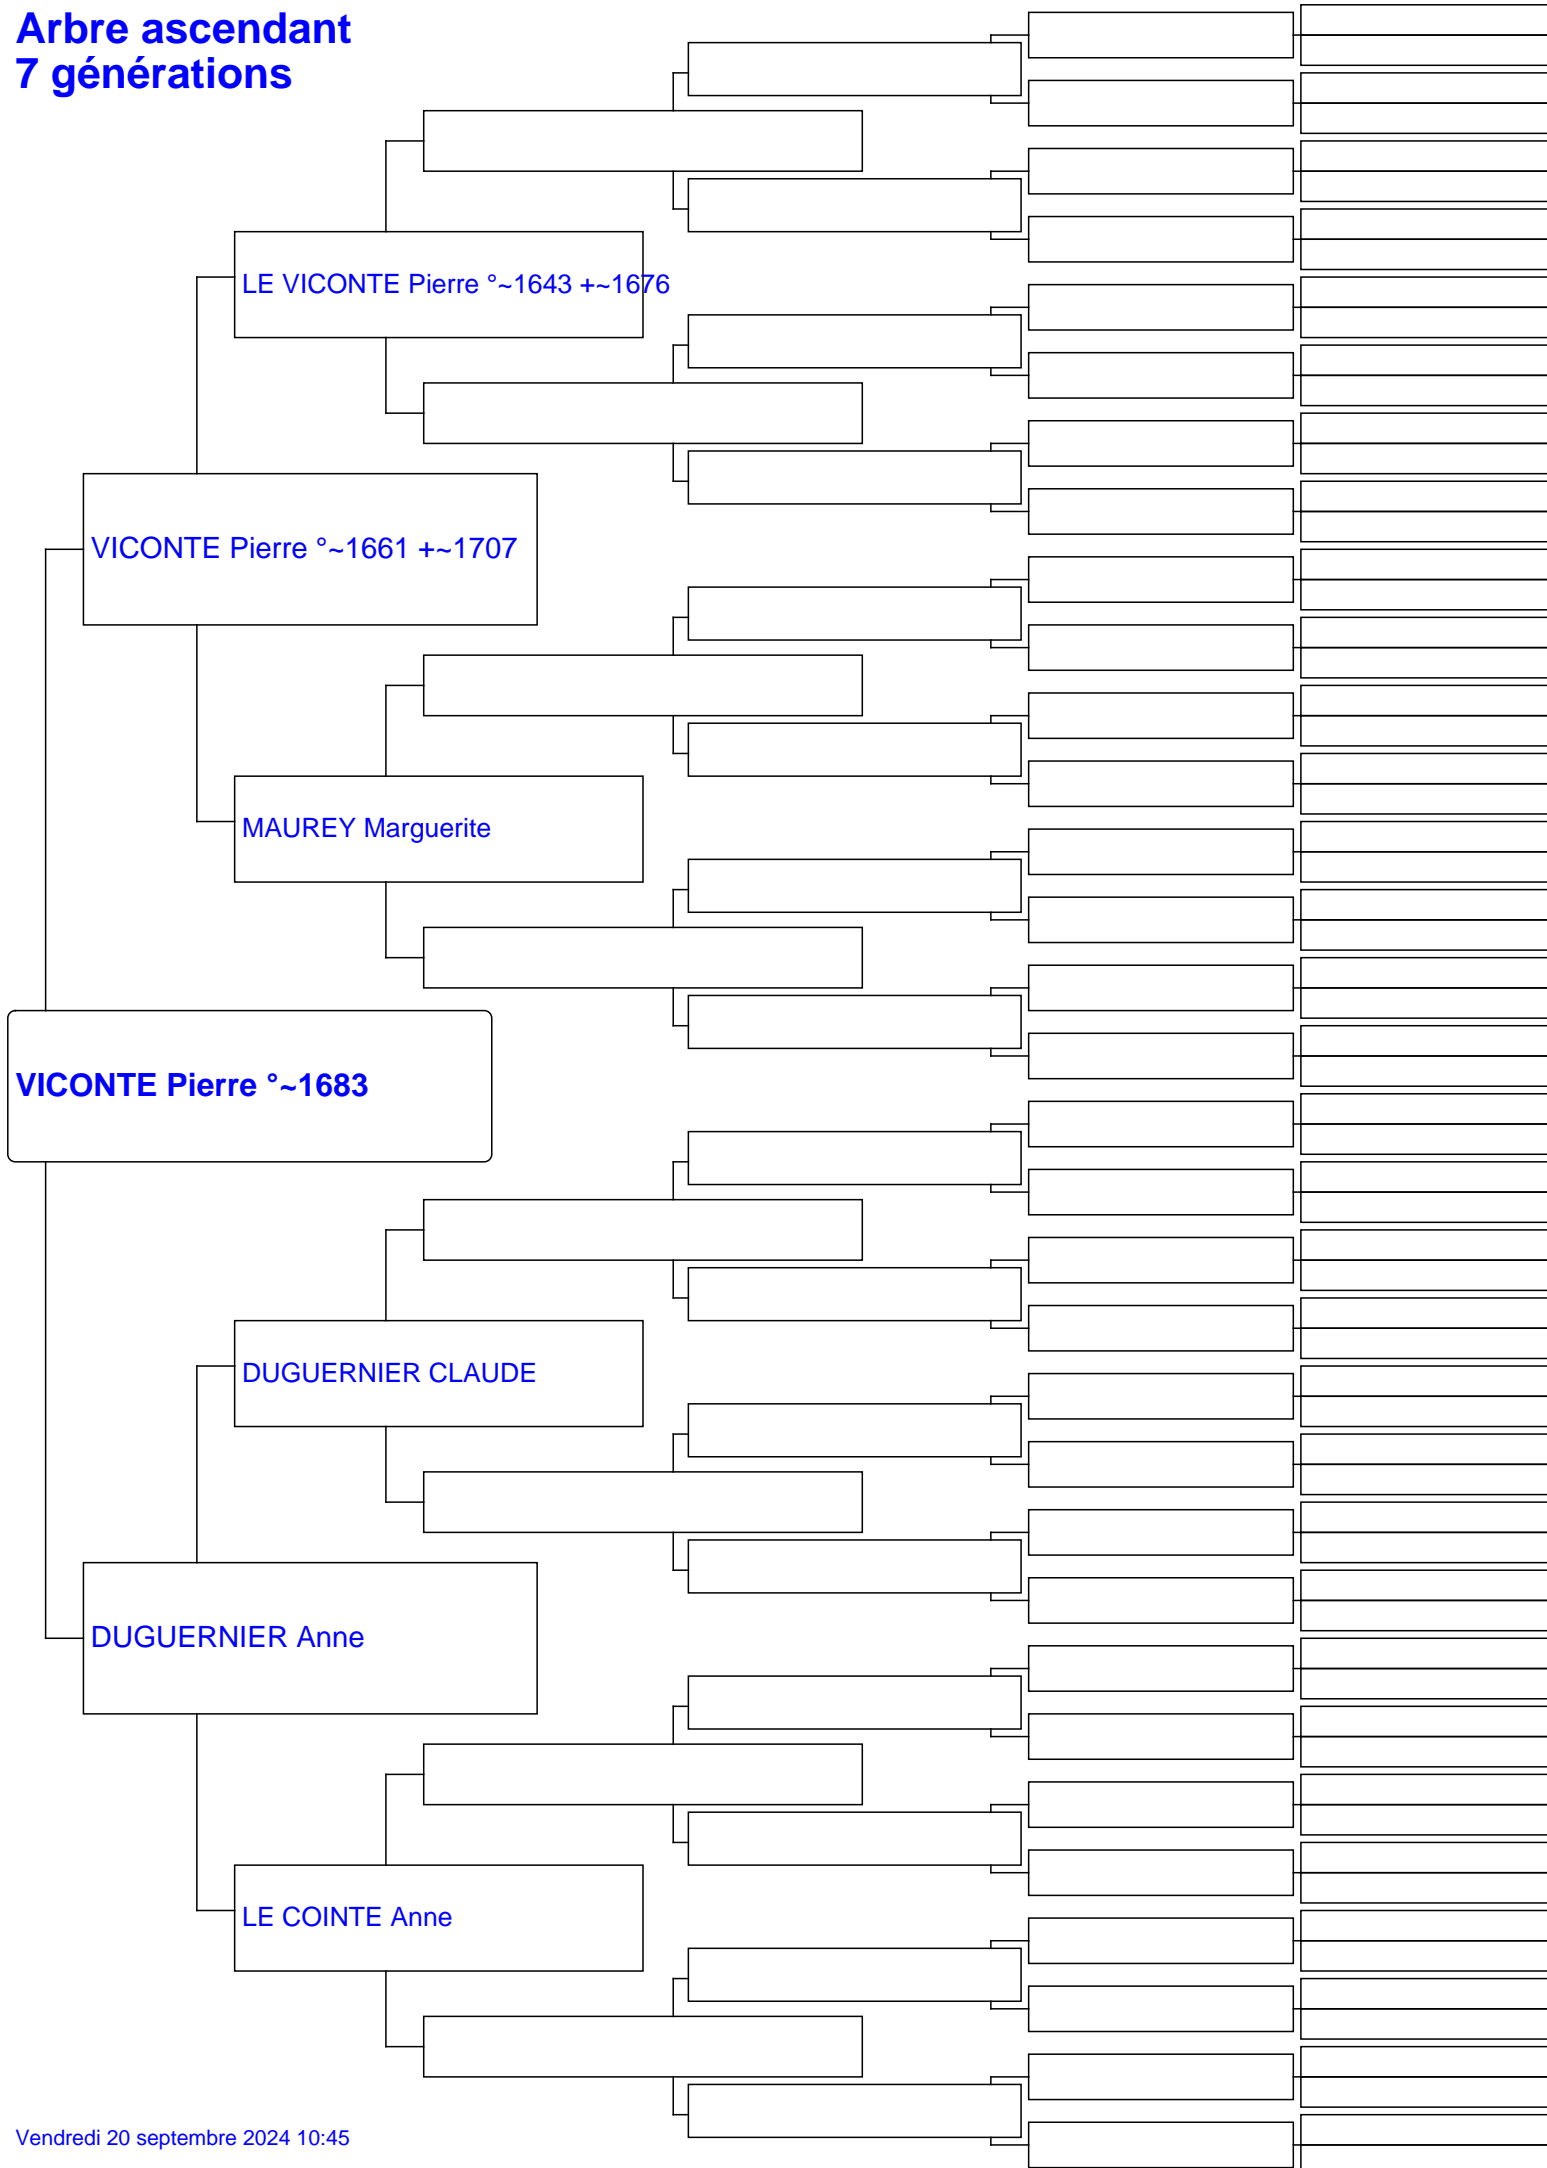 Arbre ascendant
7 générations
LE VICONTE Pierre °~1643 +~1676
VICONTE Pierre °~1661 +~1707
MAUREY Marguerite
VICONTE Pierre °~1683
DUGUERNIER CLAUDE
DUGUERNIER Anne
LE COINTE Anne
Vendredi 20 septembre 2024 10:45